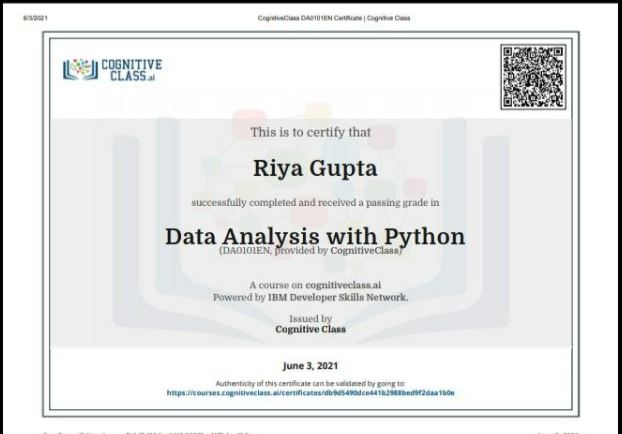 6/3/2021
CognitiveClass DA0101EN Certificate | Cognitive Class
COGNITIVE
CLASS.ai
This is to certify that
Riya Gupta
successfully completed and received a passing grade in
Data Analysis with Python
(DA0101EN, provided by CognitiveClass)
A course on cognitiveclass.ai
Powered by IBM Developer Skills Network.
Issued by
Cognitive Class
June 3, 2021
Authenticity of this certificate can be validated by going to:
https://courses.cognitiveclass.ai/certificates/db9d5490dce441b2988bed9f2daa1b0e